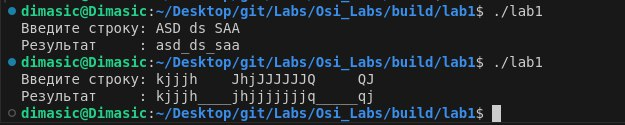 dimasic@Dimasic:~/Desktop/git/Labs/Osi_Labs/build/lab1$ ./lab1
Введите строку: ASD ds SAA
Результат     : asd_ds_saa
dimasic@Dimasic:~/Desktop/git/Labs/Osi_Labs/build/lab1$ ./lab1
Введите строку: kjjjh    JhjJJJJJJQ     QJ
Результат     : kjjjh____jhjjjjjjjq_____qj
dimasic@Dimasic:~/Desktop/git/Labs/Osi_Labs/build/lab1$